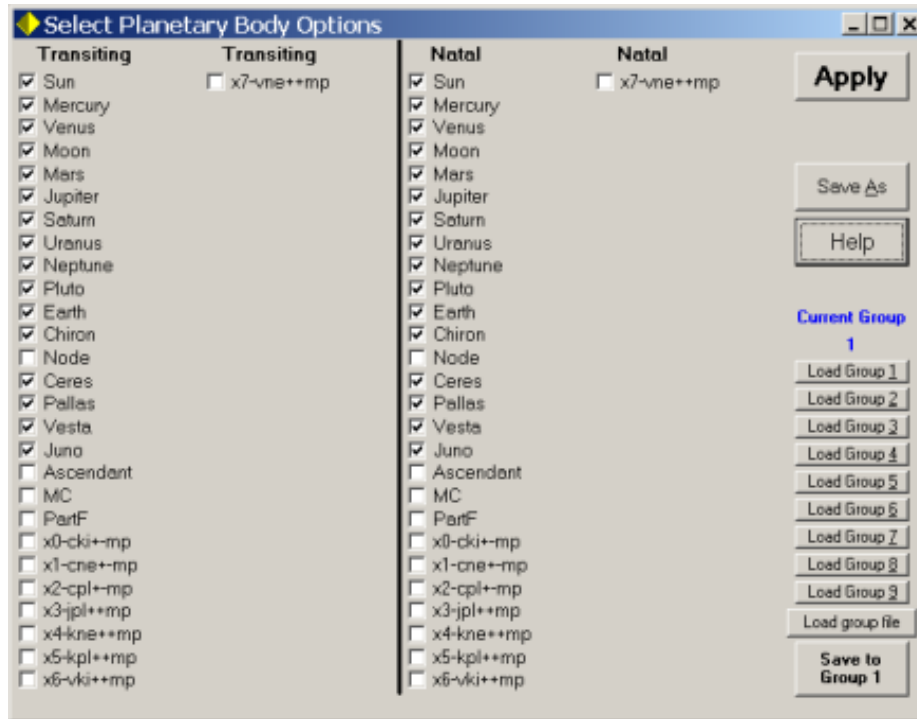 Select Planetary Body Options
Transiting
Sun
Mercury
Venus
Moon
Mars
Jupiter
Saturn
Uranus
Neptune
Pluto
Earth
Chiron
Node
Ceres
Pallas
Vesta
Juno
Ascendant
MC
PartF
x0-cki+-mp
x1-cne+-mp
x2-cpl+-mp
x3-jpl++mp
x4-kne++mp
x5-kpl++mp
x6-vki++mp
Transiting
x7-vne++mp
Natal
Sun
Mercury
Venus
Moon
Mars
Jupiter
Saturn
Uranus
Neptune
Pluto
Earth
Chiron
Node
Ceres
Pallas
Vesta
Juno
Ascendant
MC
PartF
x0-cki+-mp
x1-cne+-mp
x2-cpl+-mp
x3-jpl++mp
x4-kne++mp
x5-kpl++mp
x6-vki++mp
Natal
x7-vne++mp
Apply
Save As
Help
Current Group
1
Load Group 1
Load Group 2
Load Group 3
Load Group 4
Load Group 5
Load Group 6
Load Group 7
Load Group 8
Load Group 9
Load group file
Save to
Group 1